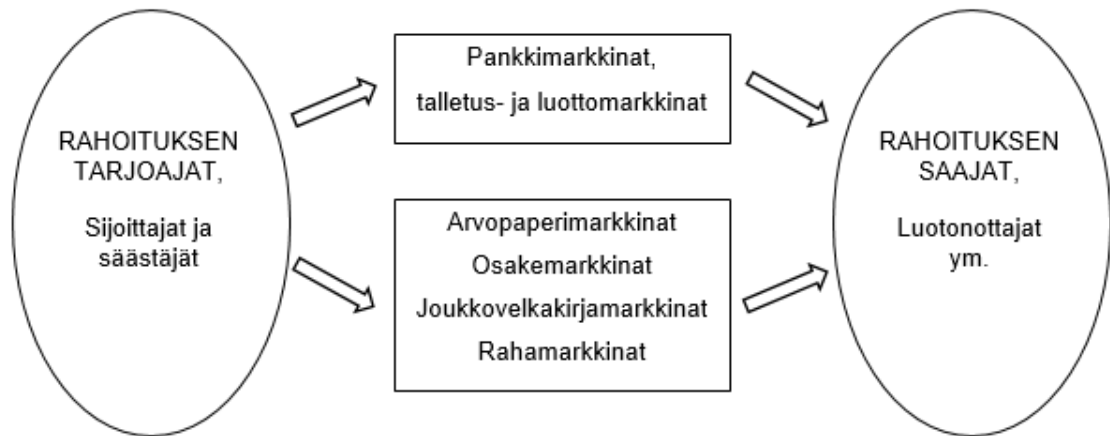 RAHOITUKSEN
TARJOAJAT,
Sijoittajat ja
säästäjät
Pankkimarkkinat,
talletus- ja luottomarkkinat
Arvopaperimarkkinat
Osakemarkkinat
Joukkovelkakirjamarkkinat
Rahamarkkinat
RAHOITUKSEN
SAAJAT,
Luotonottajat
ym.